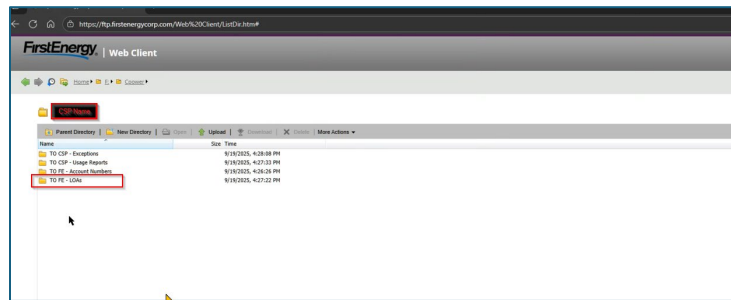 https://ftp.firstenergycorp.com/Web%20Client/ListDir.htm#
FirstEnergy | Web Client
Home E
CSP Name
Parent Directory | New Directory | Open | Upload | Download | Delete | More Actions
Name Size Time
TO CSP - Exceptions 9/19/2025, 4:28:08 PM
TO CSP - Usage Reports 9/19/2025, 4:27:33 PM
TO FE - Account Numbers 9/19/2025, 4:26:26 PM
TO FE - LOAs 9/19/2025, 4:27:22 PM